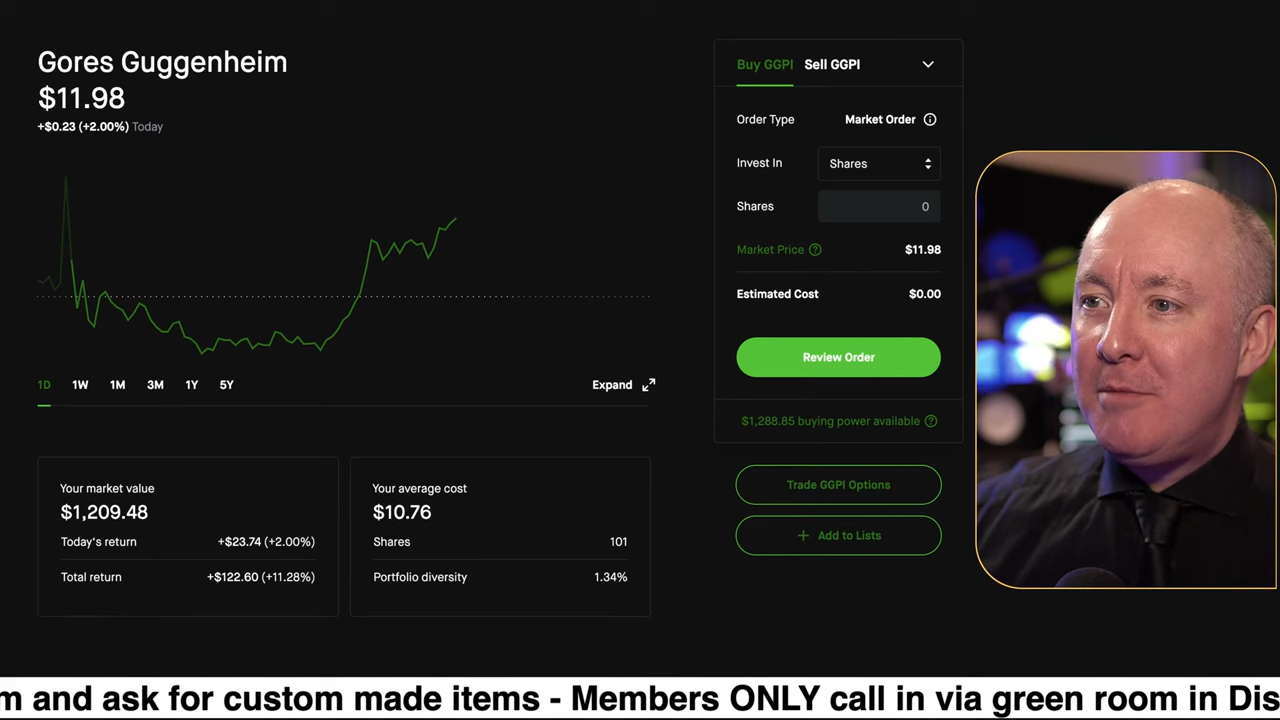 Gores Guggenheim
$11.98
+$0.23 (+2.00%) Today
1D 1W 1M 3M 1Y 5Y
Expand
Your market value
$1,209.48
Today's return +$23.74 (+2.00%)
Total return +$122.60 (+11.28%)
Your average cost
$10.76
Shares 101
Portfolio diversity 1.34%
Buy GGPI Sell GGPI
Order Type Market Order
Invest In Shares
Shares 0
Market Price $11.98
Estimated Cost $0.00
Review Order
$1,288.85 buying power available
Trade GGPI Options
+ Add to Lists
m and ask for custom made items - Members ONLY call in via green room in Dis